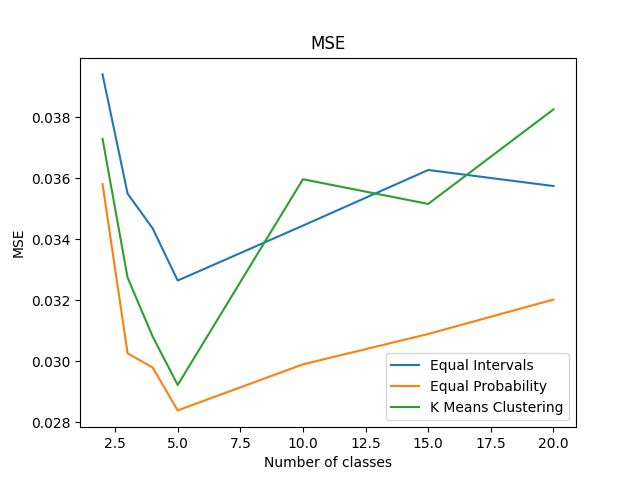 MSE
0.038
0.036
0.034
0.032
0.030
0.028
MSE
2.5 5.0 7.5 10.0 12.5 15.0 17.5 20.0
Number of classes
Equal Intervals
Equal Probability
K Means Clustering